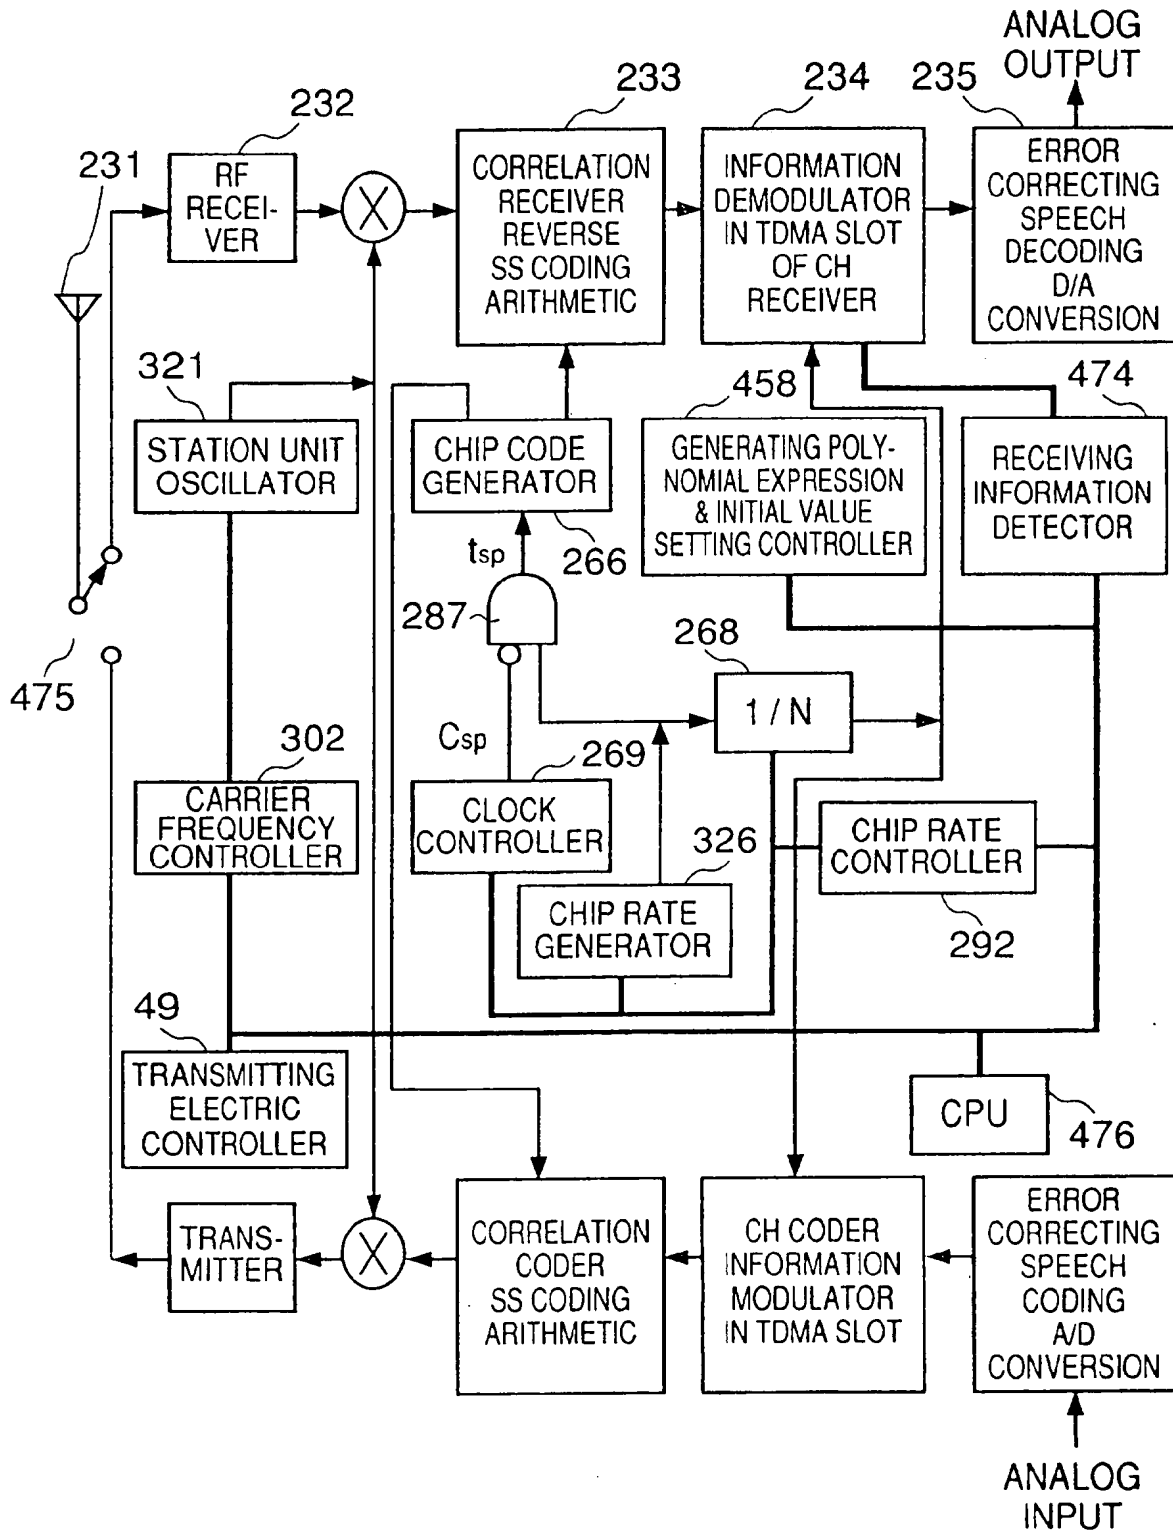 ANALOG
OUTPUT
231
232
RF
RECEI-
VER
X
233
CORRELATION
RECEIVER
REVERSE
SS CODING
ARITHMETIC
234
INFORMATION
DEMODULATOR
IN TDMA SLOT
OF CH
RECEIVER
235
ERROR
CORRECTING
SPEECH
DECODING
D/A
CONVERSION
321
STATION UNIT
OSCILLATOR
CHIP CODE
GENERATOR
266
458
GENERATING POLY-
NOMIAL EXPRESSION
& INITIAL VALUE
SETTING CONTROLLER
474
RECEIVING
INFORMATION
DETECTOR
tsp
287
475
268
1 / N
Csp
302
CARRIER
FREQUENCY
CONTROLLER
269
CLOCK
CONTROLLER
326
CHIP RATE
GENERATOR
CHIP RATE
CONTROLLER
292
49
TRANSMITTING
ELECTRIC
CONTROLLER
CPU
476
TRANS-
MITTER
X
CORRELATION
CODER
SS CODING
ARITHMETIC
CH CODER
INFORMATION
MODULATOR
IN TDMA SLOT
ERROR
CORRECTING
SPEECH
CODING
A/D
CONVERSION
ANALOG
INPUT